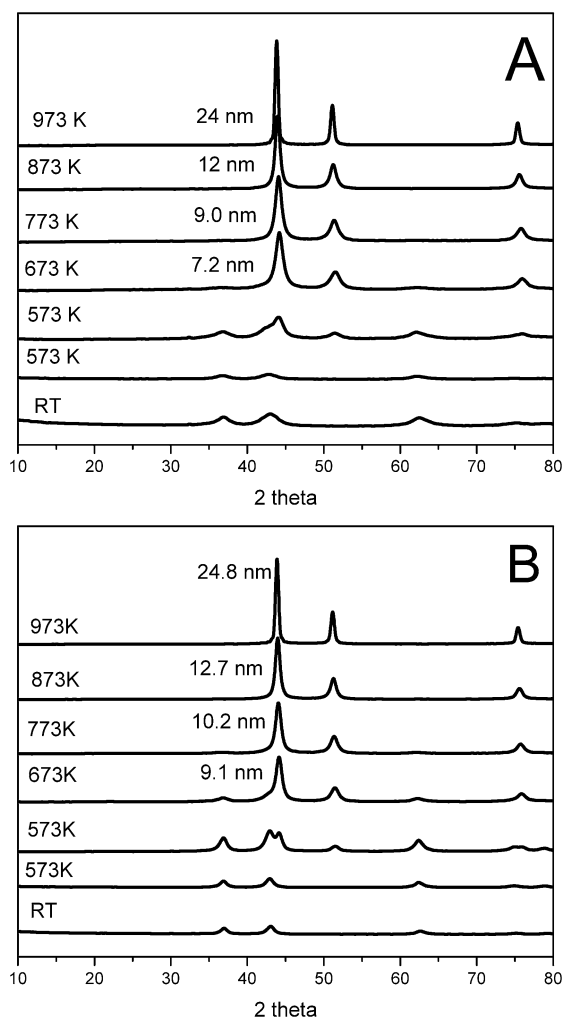 A
973 K 24 nm
873 K 12 nm
773 K 9.0 nm
673 K 7.2 nm
573 K
573 K
RT
10 20 30 40 50 60 70 80
2 theta
B
24.8 nm
973K
12.7 nm
873K
10.2 nm
773K
9.1 nm
673K
573K
573K
RT
10 20 30 40 50 60 70 80
2 theta